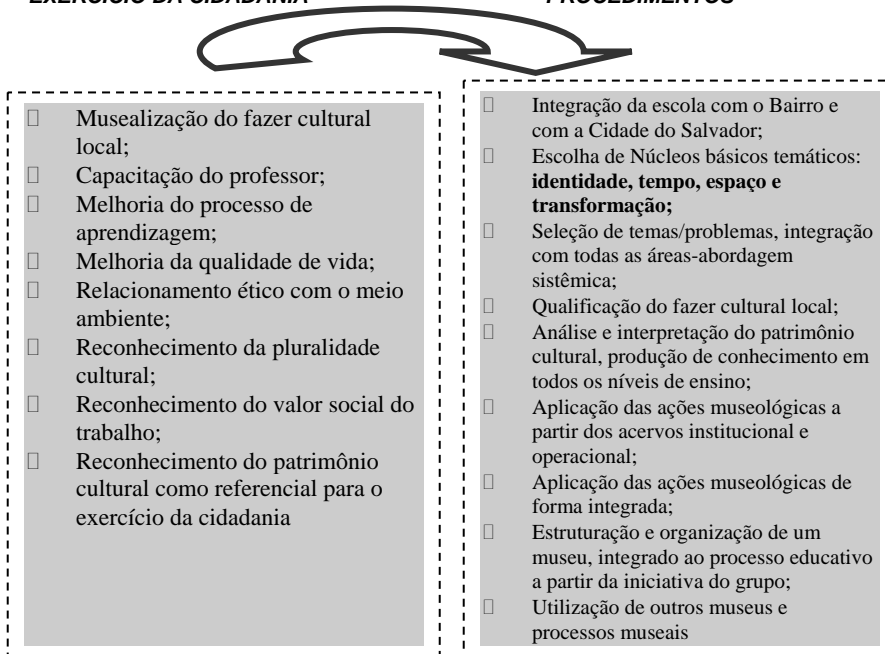 EXERCÍCIO DA CIDADANIA
PROCEDIMENTOS
Musealização do fazer cultural
local;
Capacitação do professor;
Melhoria do processo de
aprendizagem;
Melhoria da qualidade de vida;
Relacionamento ético com o meio
ambiente;
Reconhecimento da pluralidade
cultural;
Reconhecimento do valor social do
trabalho;
Reconhecimento do patrimônio
cultural como referencial para o
exercício da cidadania
Integração da escola com o Bairro e
com a Cidade do Salvador;
Escolha de Núcleos básicos temáticos:
identidade, tempo, espaço e
transformação;
Seleção de temas/problemas, integração
com todas as áreas-abordagem
sistêmica;
Qualificação do fazer cultural local;
Análise e interpretação do patrimônio
cultural, produção de conhecimento em
todos os níveis de ensino;
Aplicação das ações museológicas a
partir dos acervos institucional e
operacional;
Aplicação das ações museológicas de
forma integrada;
Estruturação e organização de um
museu, integrado ao processo educativo
a partir da iniciativa do grupo;
Utilização de outros museus e
processos museais